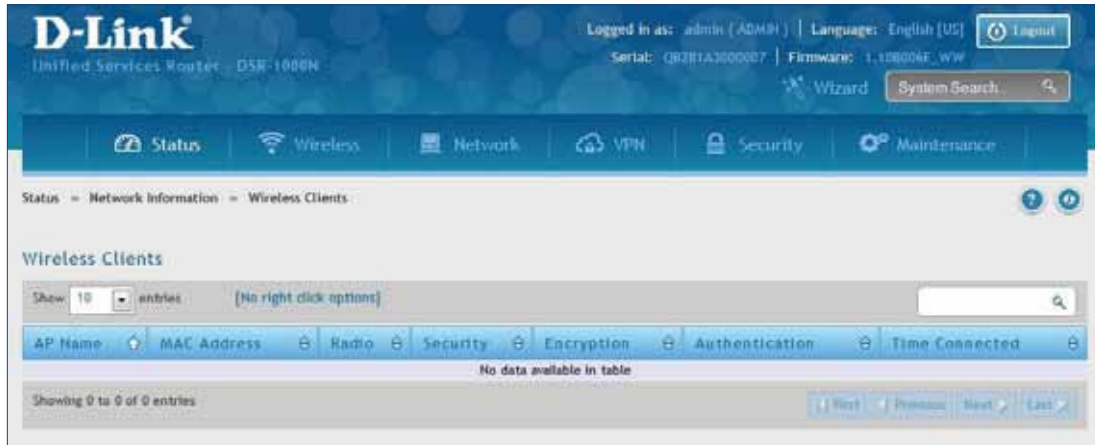 D-Link
Unified Services Router - DSR-1000N
Logged in as: admin ( ADMIN ) | Language: English [US]
Logout
Serial: | Firmware:
Wizard
System Search
Status
Wireless
Network
VPN
Security
Maintenance
Status » Network Information » Wireless Clients
Wireless Clients
Show 10 entries [No right click options]
AP Name MAC Address Radio Security Encryption Authentication Time Connected
No data available in table
Showing 0 to 0 of 0 entries
First Previous Next Last